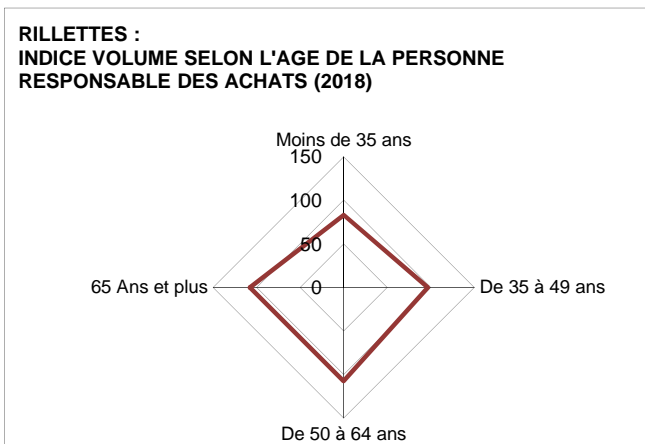 RILLETTES :
INDICE VOLUME SELON L'AGE DE LA PERSONNE
RESPONSABLE DES ACHATS (2018)
Moins de 35 ans
150
100
50
0
65 Ans et plus
De 35 à 49 ans
De 50 à 64 ans